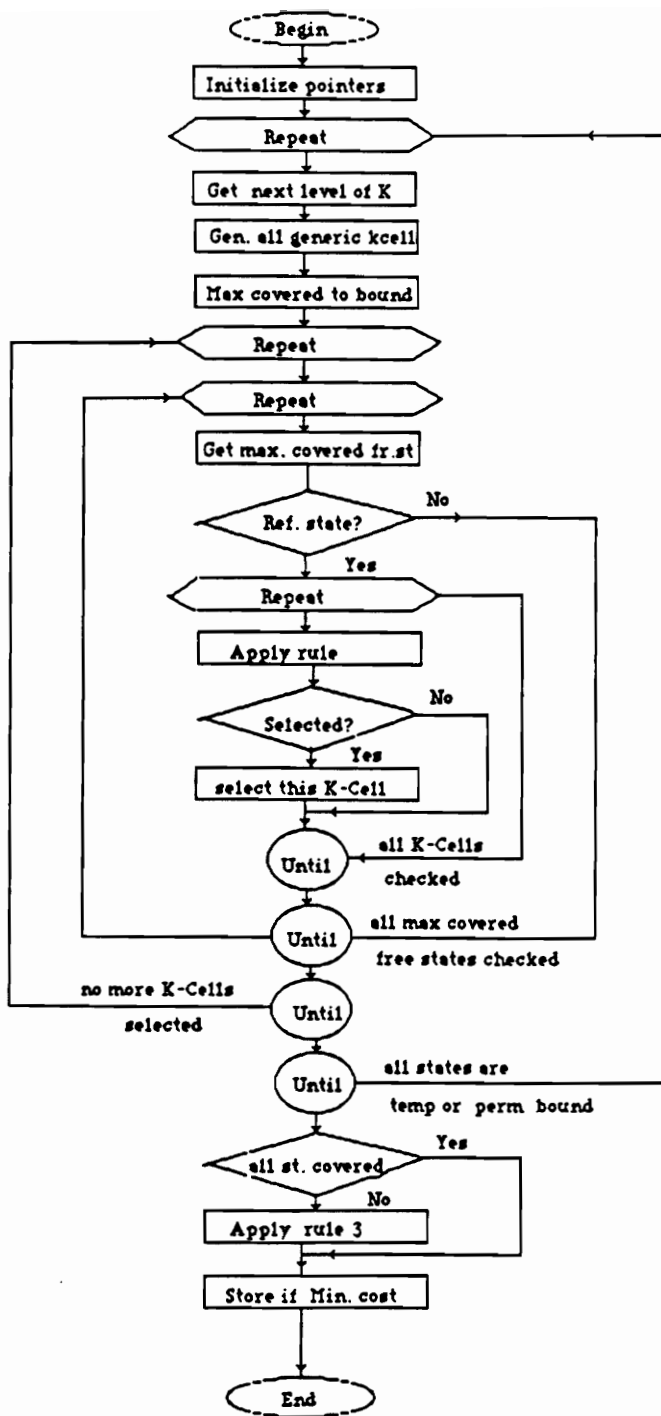 Begin
Initialize pointers
Repeat
Get next level of K
Gen. all generic kcell
Max covered to bound
Repeat
Repeat
Get max. covered fr.st
No
Ref. state?
Yes
Repeat
Apply rule
No
Selected?
Yes
select this K-Cell
all K-Cells
Until
checked
all max covered
Until
free states checked
no more K-Cells
selected
Until
all states are
Until
temp or perm bound
Yes
all st. covered
No
Apply rule 3
Store if Min. cost
End